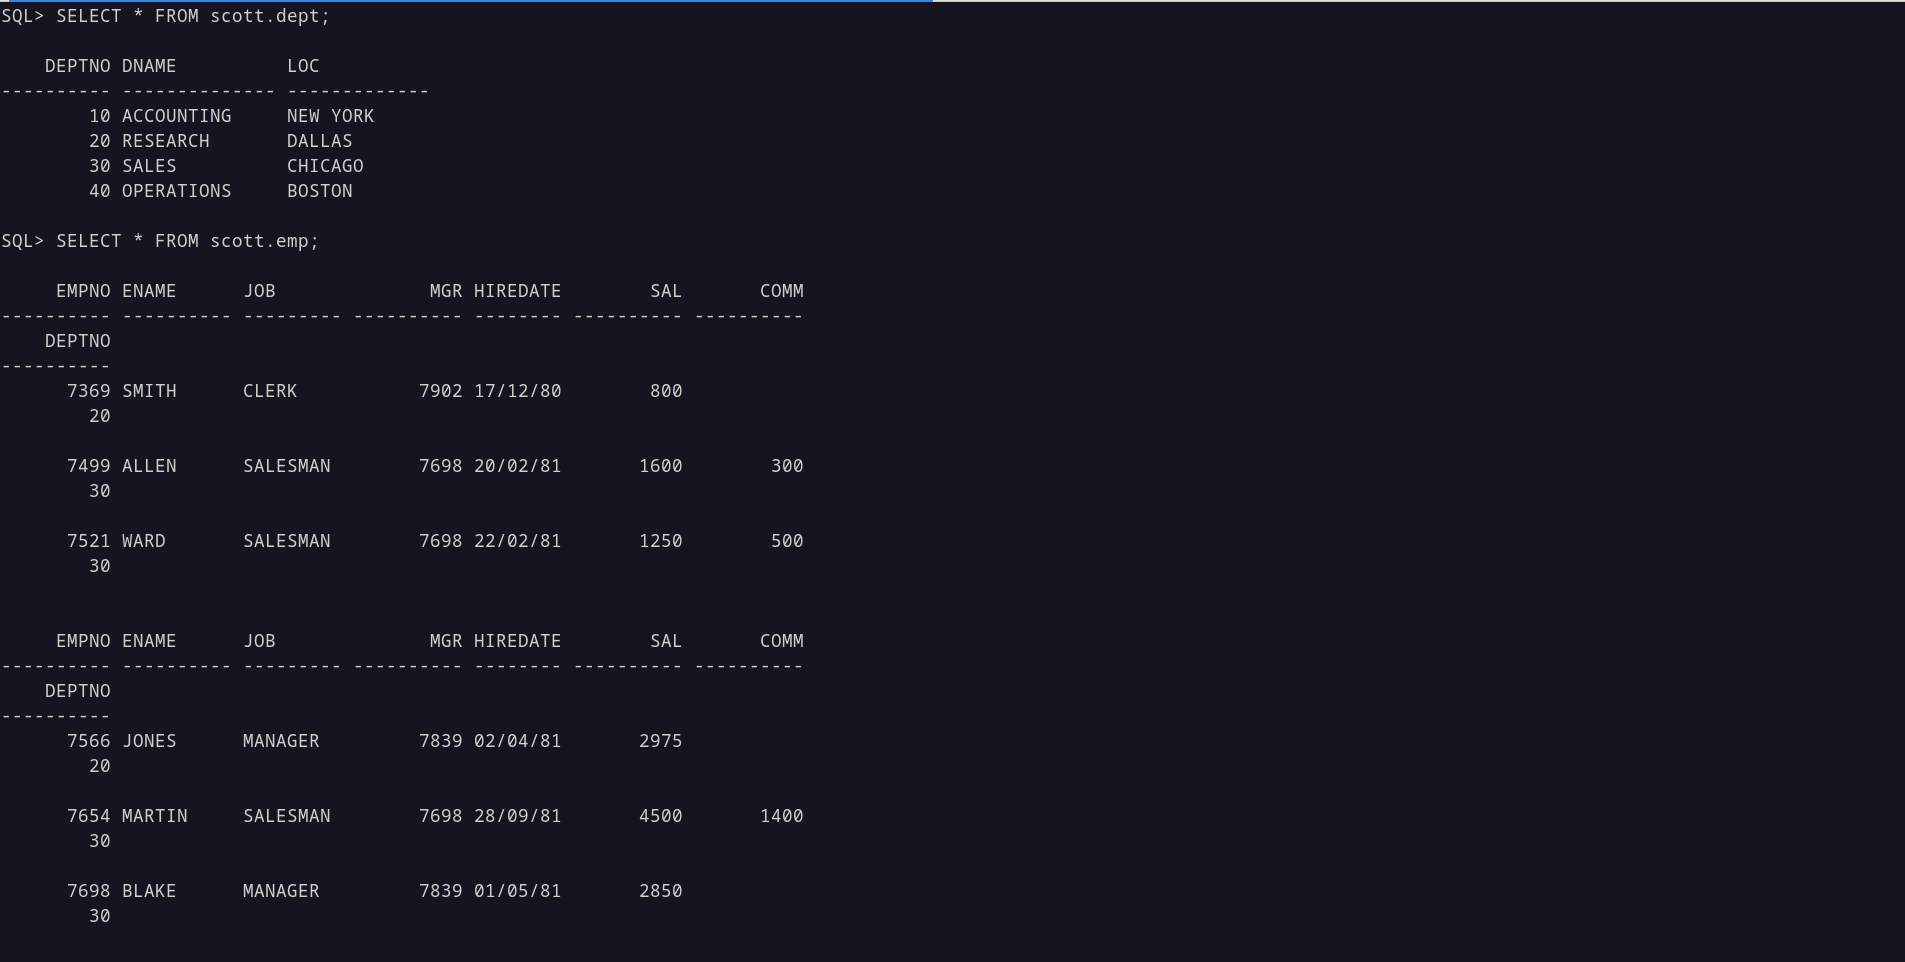 SQL> SELECT * FROM scott.dept;
    DEPTNO DNAME          LOC
---------- -------------- -------------
        10 ACCOUNTING     NEW YORK
        20 RESEARCH       DALLAS
        30 SALES          CHICAGO
        40 OPERATIONS     BOSTON
SQL> SELECT * FROM scott.emp;
     EMPNO ENAME      JOB              MGR HIREDATE        SAL       COMM
---------- ---------- --------- ---------- -------- ---------- ----------
    DEPTNO
----------
      7369 SMITH      CLERK           7902 17/12/80        800
        20
      7499 ALLEN      SALESMAN        7698 20/02/81       1600        300
        30
      7521 WARD       SALESMAN        7698 22/02/81       1250        500
        30
     EMPNO ENAME      JOB              MGR HIREDATE        SAL       COMM
---------- ---------- --------- ---------- -------- ---------- ----------
    DEPTNO
----------
      7566 JONES      MANAGER         7839 02/04/81       2975
        20
      7654 MARTIN     SALESMAN        7698 28/09/81       4500       1400
        30
      7698 BLAKE      MANAGER         7839 01/05/81       2850
        30